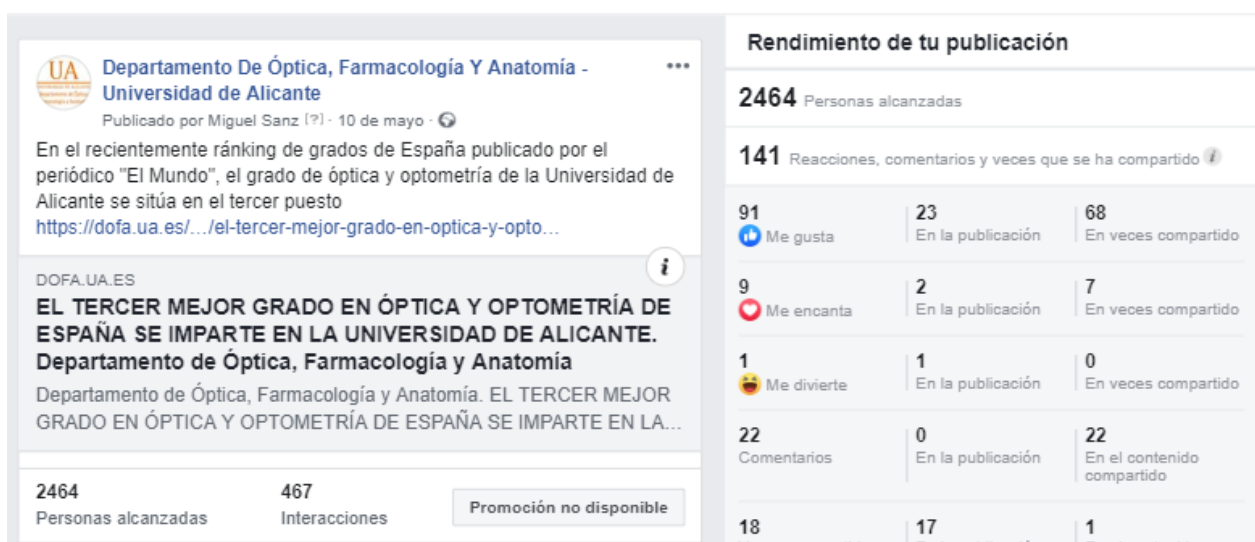 Departamento De Óptica, Farmacología Y Anatomía -
Universidad de Alicante
Publicado por Miguel Sanz [?] · 10 de mayo ·
En el recientemente ránking de grados de España publicado por el
periódico "El Mundo", el grado de óptica y optometría de la Universidad de
Alicante se sitúa en el tercer puesto
https://dofa.ua.es/.../el-tercer-mejor-grado-en-optica-y-opto...
DOFA.UA.ES
EL TERCER MEJOR GRADO EN ÓPTICA Y OPTOMETRÍA DE
ESPAÑA SE IMPARTE EN LA UNIVERSIDAD DE ALICANTE.
Departamento de Óptica, Farmacología y Anatomía
Departamento de Óptica, Farmacología y Anatomía. EL TERCER MEJOR
GRADO EN ÓPTICA Y OPTOMETRÍA DE ESPAÑA SE IMPARTE EN LA...
2464 467
Personas alcanzadas Interacciones Promoción no disponible
UA
Rendimiento de tu publicación
2464 Personas alcanzadas
141 Reacciones, comentarios y veces que se ha compartido i
91 23 68
Me gusta En la publicación En veces compartido
9 2 7
Me encanta En la publicación En veces compartido
1 1 0
Me divierte En la publicación En veces compartido
22 0 22
Comentarios En la publicación En el contenido
compartido
18 17 1